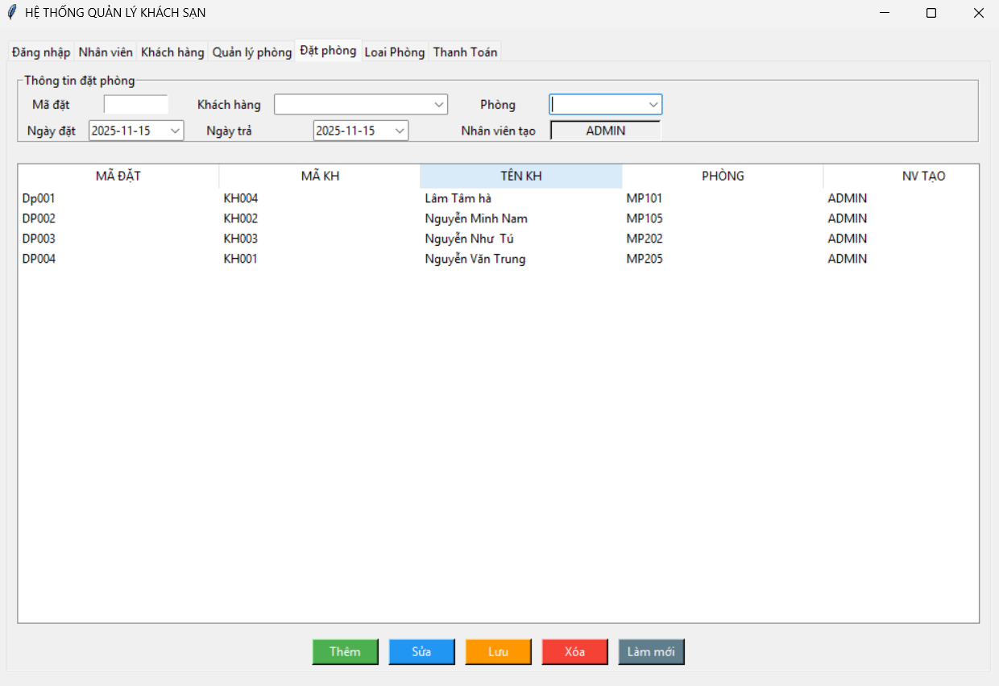 HỆ THỐNG QUẢN LÝ KHÁCH SẠN
Đăng nhập Nhân viên Khách hàng Quản lý phòng Đặt phòng Loai Phòng Thanh Toán
Thông tin đặt phòng
Mã đặt Khách hàng Phòng
Ngày đặt 2025-11-15 Ngày trả 2025-11-15 Nhân viên tạo ADMIN
MÃ ĐẶT MÃ KH TÊN KH PHÒNG NV TẠO
Dp001 KH004 Lâm Tâm hà MP101 ADMIN
DP002 KH002 Nguyễn Minh Nam MP105 ADMIN
DP003 KH003 Nguyễn Như  Tú MP202 ADMIN
DP004 KH001 Nguyễn Văn Trung MP205 ADMIN
Thêm Sửa Lưu Xóa Làm mới